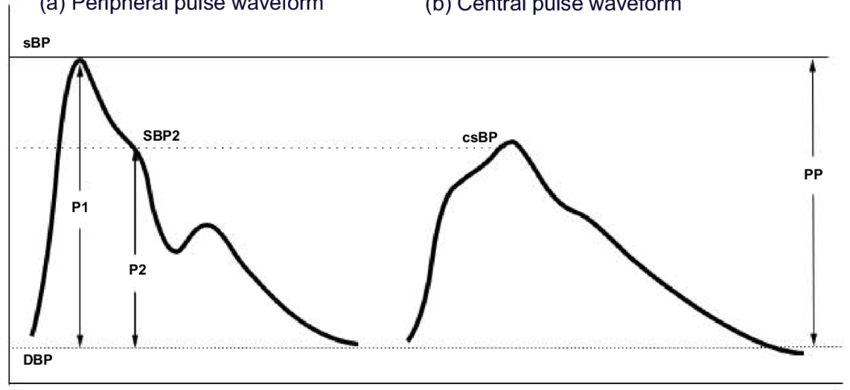 (a) Peripheral pulse waveform
(b) Central pulse waveform
sBP
SBP2
csBP
PP
P1
P2
DBP